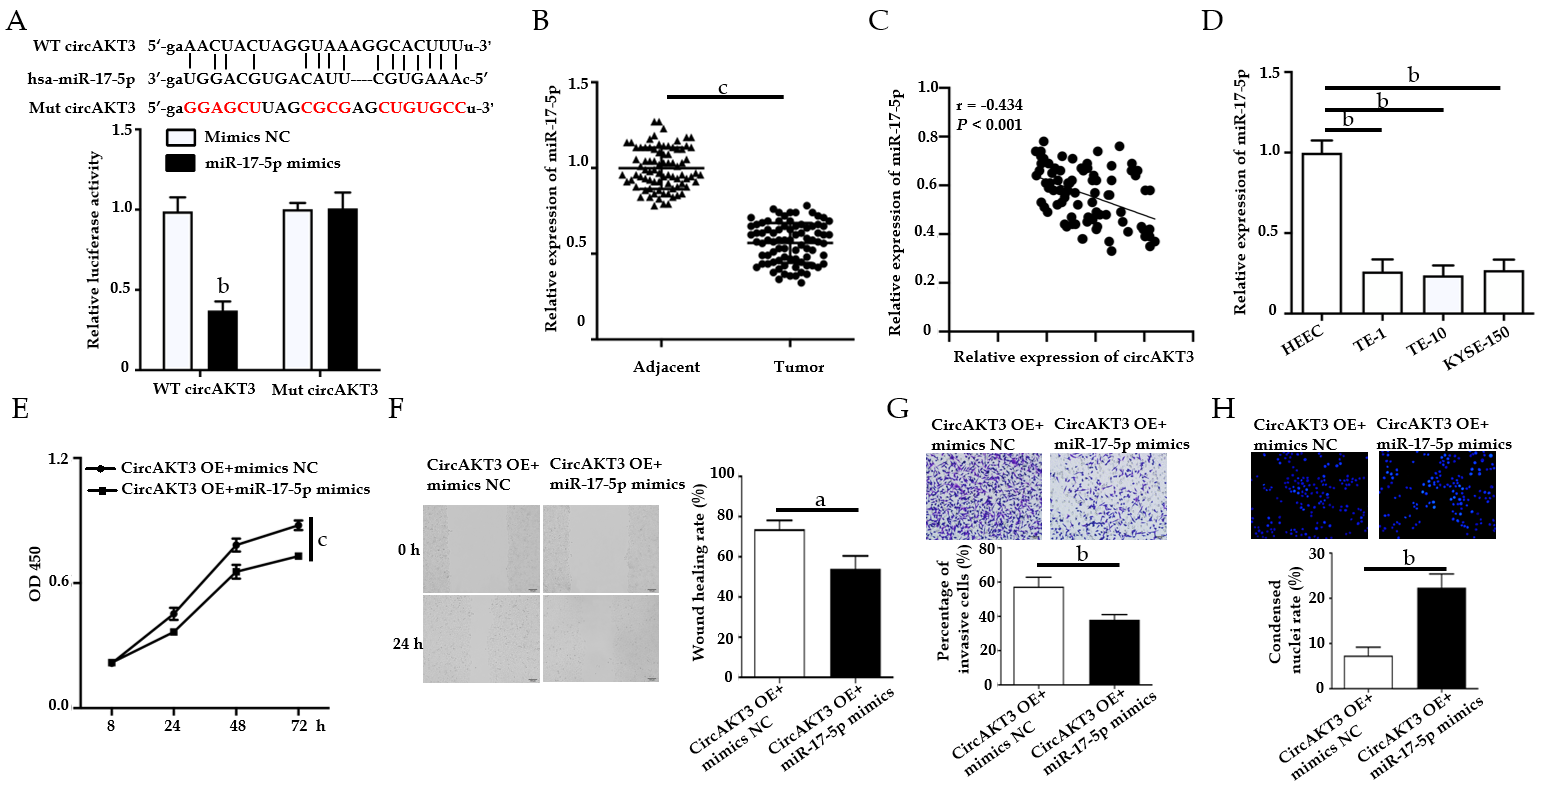 A
WT circAKT3 5′-gaAACUACUAGGUAAAGGCACUUUu-3′
hsa-miR-17-5p 3′-gaUGGACGUGACAUU----CGUGAAAc-5′
Mut circAKT3 5′-gaGGAGCUUUAGCGCGAGCUGUGCCu-3′
Relative luciferase activity
1.5
1.0
0.5
0
Mimics NC
miR-17-5p mimics
b
WT circAKT3
Mut circAKT3
B
Relative expression of miR-17-5p
1.5
1.0
0.5
0
c
Adjacent
Tumor
C
Relative expression of miR-17-5p
1.0
0.8
0.6
0.4
0.2
0
r = -0.434
P < 0.001
Relative expression of circAKT3
D
Relative expression of miR-17-5p
1.5
1.0
0.5
0
b
b
b
HEEC
TE-1
TE-10
KYSE-150
E
OD 450
1.2
0.6
0.0
CircAKT3 OE+mimics NC
CircAKT3 OE+miR-17-5p mimics
c
8
24
48
72
h
F
CircAKT3 OE+
mimics NC
CircAKT3 OE+
miR-17-5p mimics
0 h
24 h
Wound healing rate (%)
100
80
60
40
20
0
a
CircAKT3 OE+
mimics NC
CircAKT3 OE+
miR-17-5p mimics
G
CircAKT3 OE+
mimics NC
CircAKT3 OE+
miR-17-5p mimics
Percentage of
invasive cells (%)
80
60
40
20
0
b
CircAKT3 OE+
mimics NC
CircAKT3 OE+
miR-17-5p mimics
H
CircAKT3 OE+
mimics NC
CircAKT3 OE+
miR-17-5p mimics
Condensed
nuclei rate (%)
30
20
10
0
b
CircAKT3 OE+
mimics NC
CircAKT3 OE+
miR-17-5p mimics